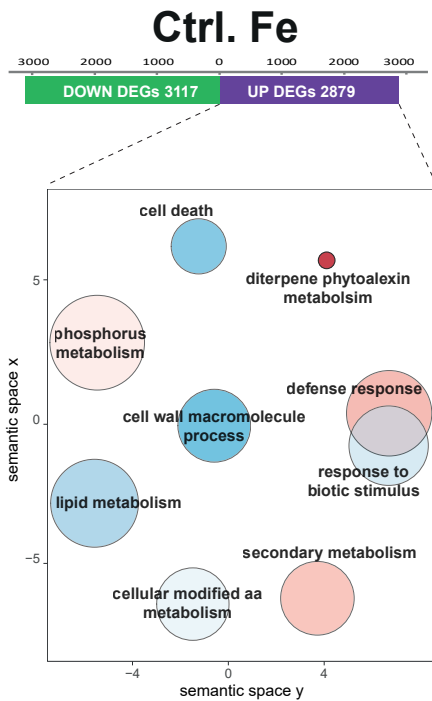 Ctrl. Fe
3000 2000 1000 0 1000 2000 3000
DOWN DEGs 3117 UP DEGs 2879
cell death
diterpene phytoalexin
metabolsim
5
phosphorus
metabolism
defense response
semantic space x
0
cell wall macromolecule
process
response to
biotic stimulus
lipid metabolism
−5
secondary metabolism
cellular modified aa
metabolism
−4 0 4
semantic space y